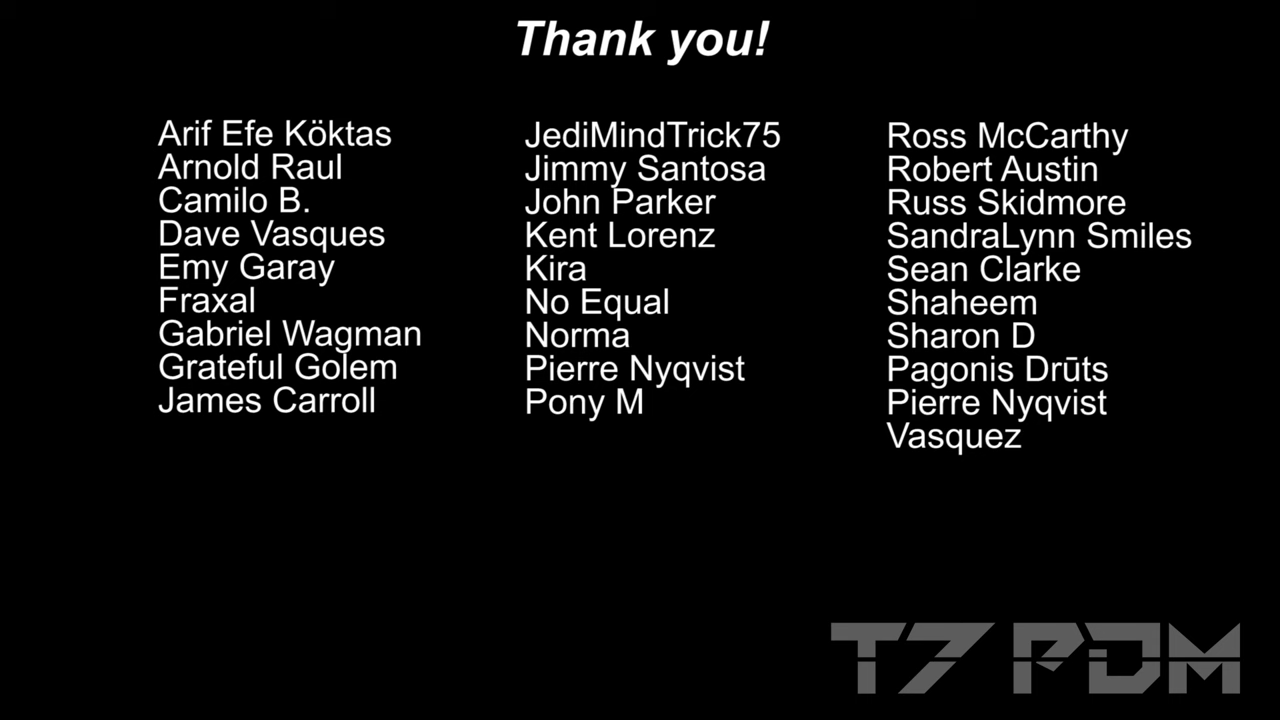 Thank you!
Arif Efe Köktas
Arnold Raul
Camilo B.
Dave Vasques
Emy Garay
Fraxal
Gabriel Wagman
Grateful Golem
James Carroll
JediMindTrick75
Jimmy Santosa
John Parker
Kent Lorenz
Kira
No Equal
Norma
Pierre Nyqvist
Pony M
Ross McCarthy
Robert Austin
Russ Skidmore
SandraLynn Smiles
Sean Clarke
Shaheem
Sharon D
Pagonis Drūts
Pierre Nyqvist
Vasquez
T7 PDM